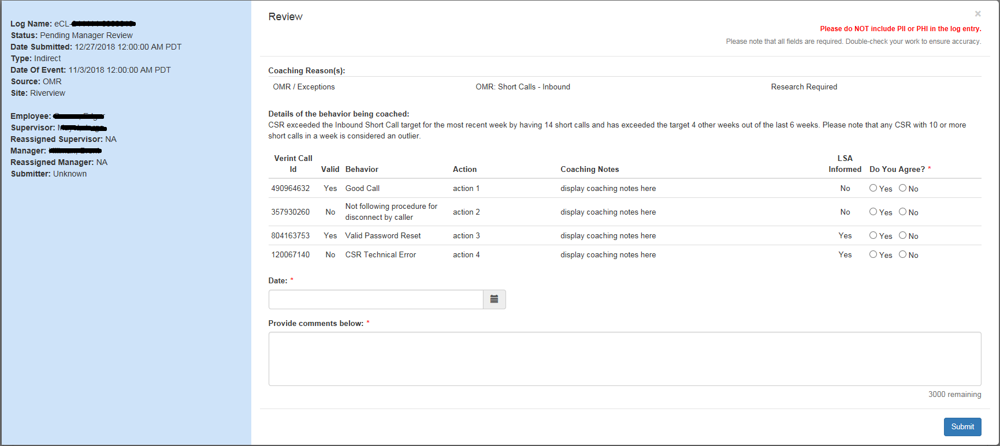 Log Name: eCL-
Status: Pending Manager Review
Date Submitted: 12/27/2018 12:00:00 AM PDT
Type: Indirect
Date Of Event: 11/3/2018 12:00:00 AM PDT
Source: OMR
Site: Riverview
Employee:
Supervisor:
Reassigned Supervisor: NA
Manager:
Reassigned Manager: NA
Submitter: Unknown
Review
×
Please do NOT include PII or PHI in the log entry.
Please note that all fields are required. Double-check your work to ensure accuracy.
Coaching Reason(s):
OMR / Exceptions OMR: Short Calls - Inbound Research Required
Details of the behavior being coached:
CSR exceeded the Inbound Short Call target for the most recent week by having 14 short calls and has exceeded the target 4 other weeks out of the last 6 weeks. Please note that any CSR with 10 or more
short calls in a week is considered an outlier.
Verint Call Id Valid Behavior Action Coaching Notes LSA Informed Do You Agree? *
490964632 Yes Good Call action 1 display coaching notes here No Yes No
357930260 No Not following procedure for disconnect by caller action 2 display coaching notes here No Yes No
804163753 Yes Valid Password Reset action 3 display coaching notes here Yes Yes No
120067140 No CSR Technical Error action 4 display coaching notes here Yes Yes No
Date: *
Provide comments below: *
3000 remaining
Submit